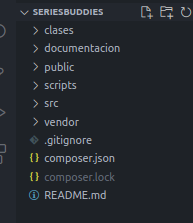 SERIESBUDDIES
clases
documentacion
public
scripts
src
vendor
.gitignore
composer.json
composer.lock
README.md